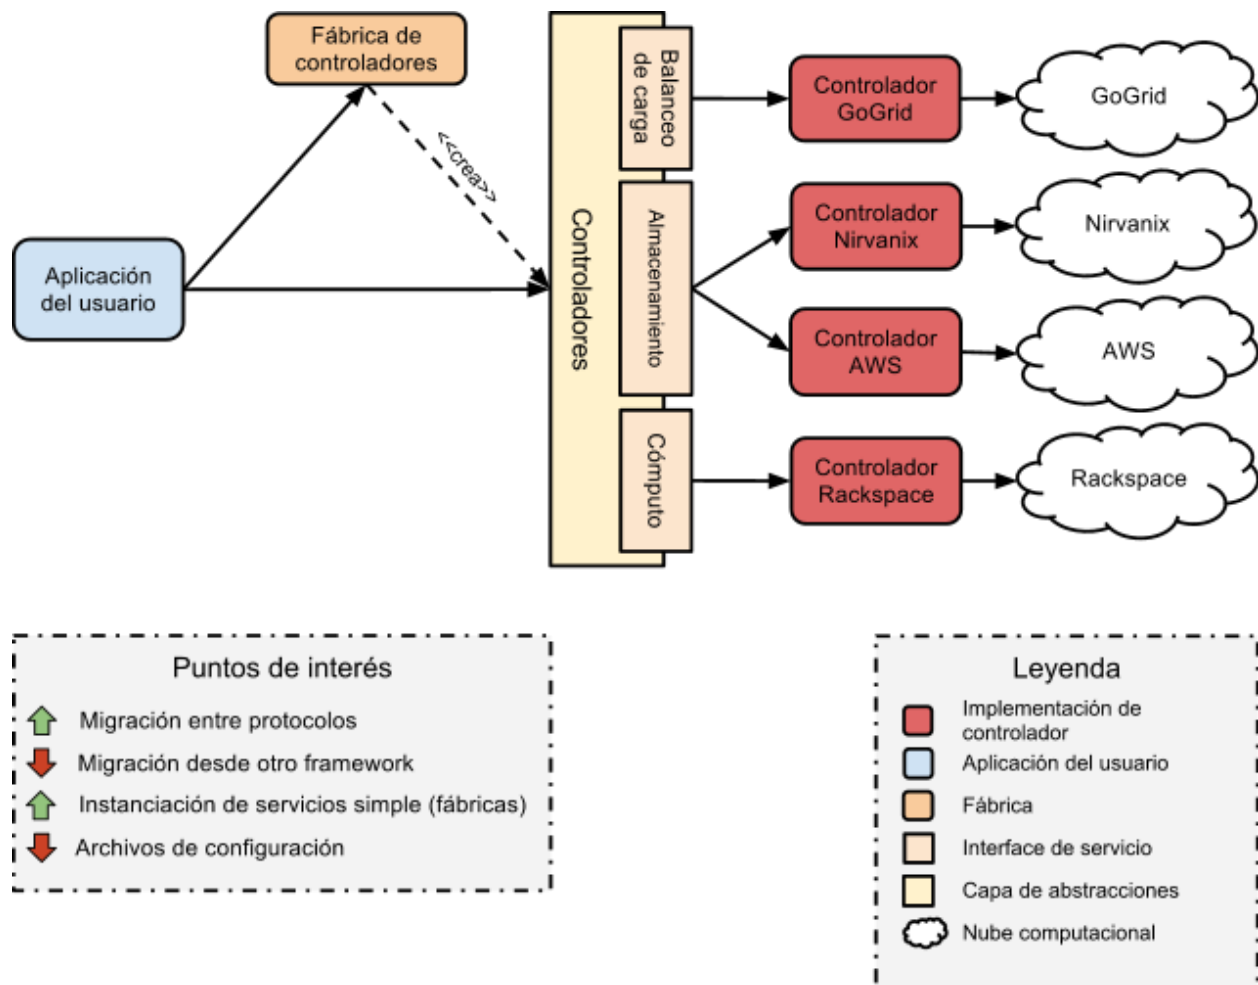 Fábrica de
controladores
<<crea>>
Aplicación
del usuario
Controladores
Balanceo
de carga
Almacenamiento
Cómputo
Controlador
GoGrid
GoGrid
Controlador
Nirvanix
Nirvanix
Controlador
AWS
AWS
Controlador
Rackspace
Rackspace
Puntos de interés
Migración entre protocolos
Migración desde otro framework
Instanciación de servicios simple (fábricas)
Archivos de configuración
Leyenda
Implementación de
controlador
Aplicación del usuario
Fábrica
Interface de servicio
Capa de abstracciones
Nube computacional